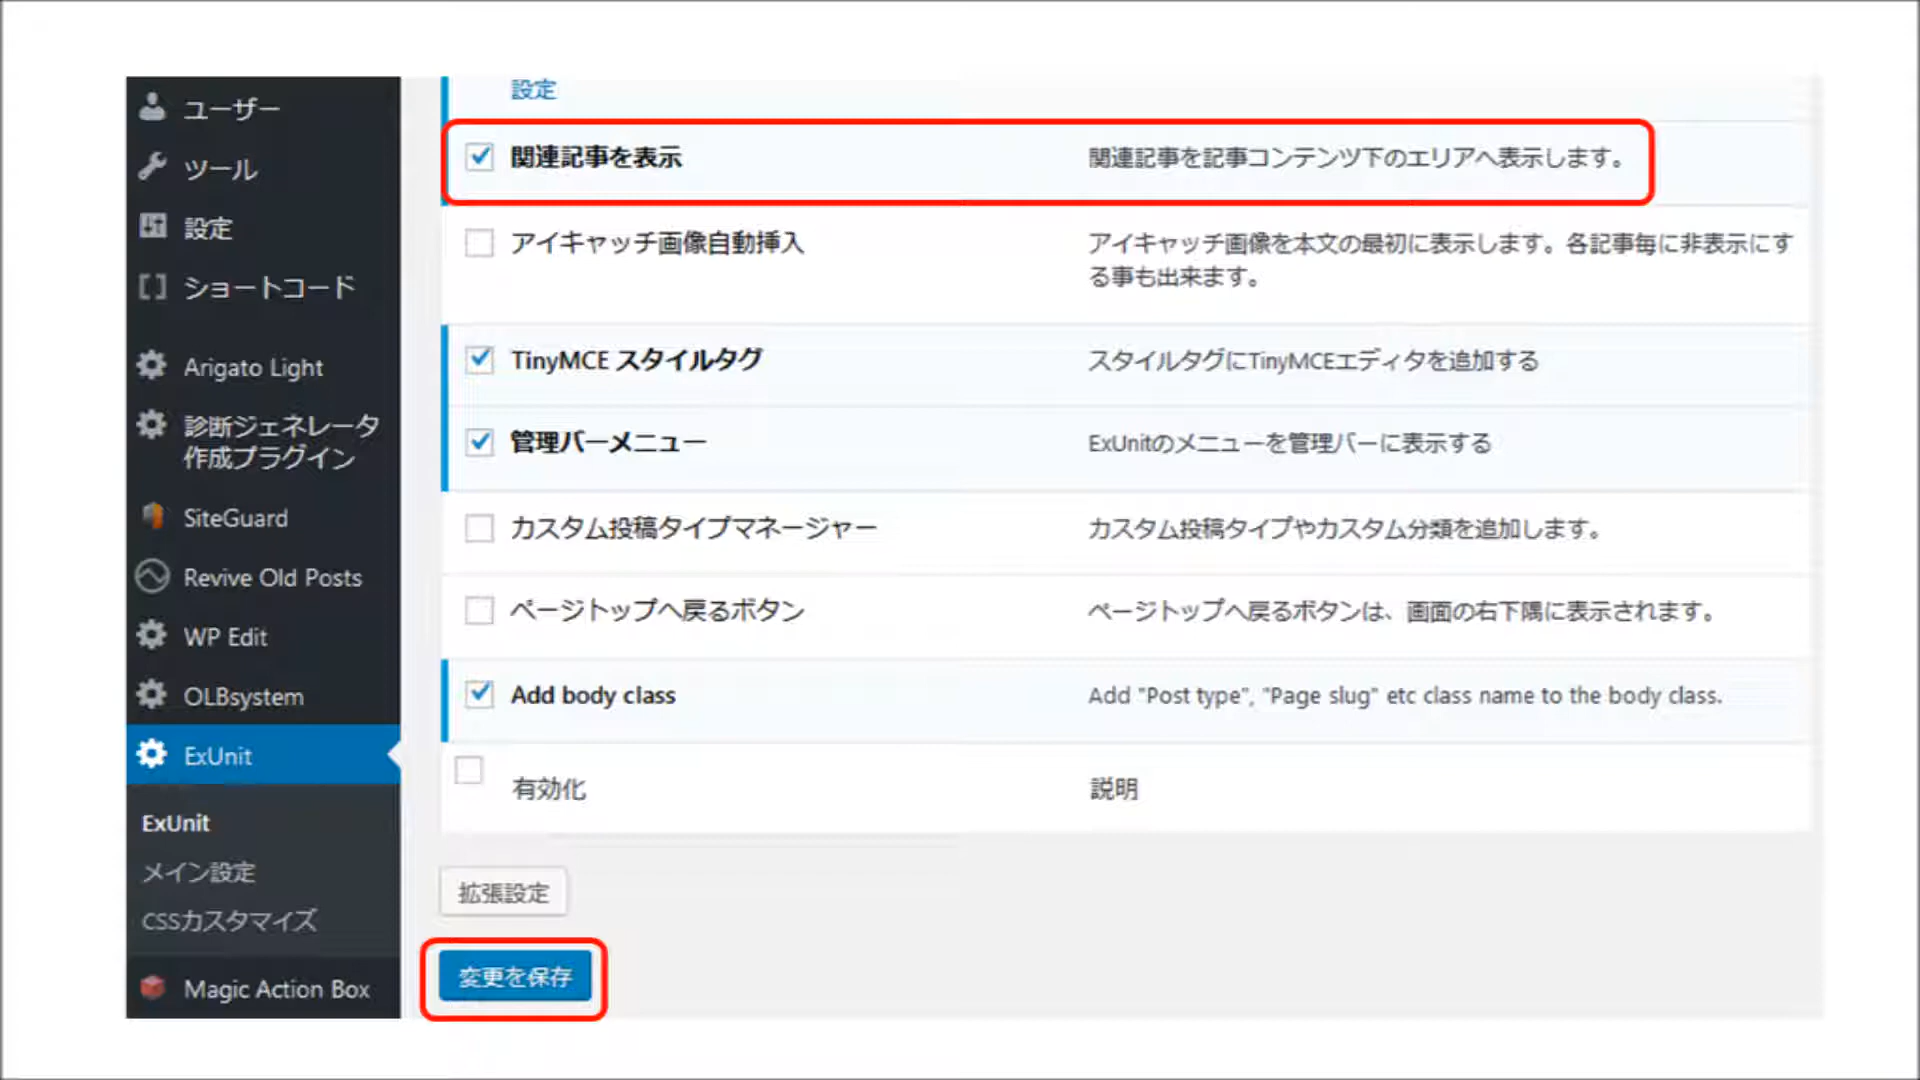 ユーザー
ツール
設定
ショートコード
Arigato Light
診断ジェネレータ
作成プラグイン
SiteGuard
Revive Old Posts
WP Edit
OLBsystem
ExUnit
ExUnit
メイン設定
CSSカスタマイズ
Magic Action Box
設定
関連記事を表示
関連記事を記事コンテンツ下のエリアへ表示します。
アイキャッチ画像自動挿入
アイキャッチ画像を本文の最初に表示します。各記事毎に非表示にす
る事も出来ます。
TinyMCE スタイルタグ
スタイルタグにTinyMCEエディタを追加する
管理バーメニュー
ExUnitのメニューを管理バーに表示する
カスタム投稿タイプマネージャー
カスタム投稿タイプやカスタム分類を追加します。
ページトップへ戻るボタン
ページトップへ戻るボタンは、画面の右下隅に表示されます。
Add body class
Add "Post type", "Page slug" etc class name to the body class.
有効化
説明
拡張設定
変更を保存